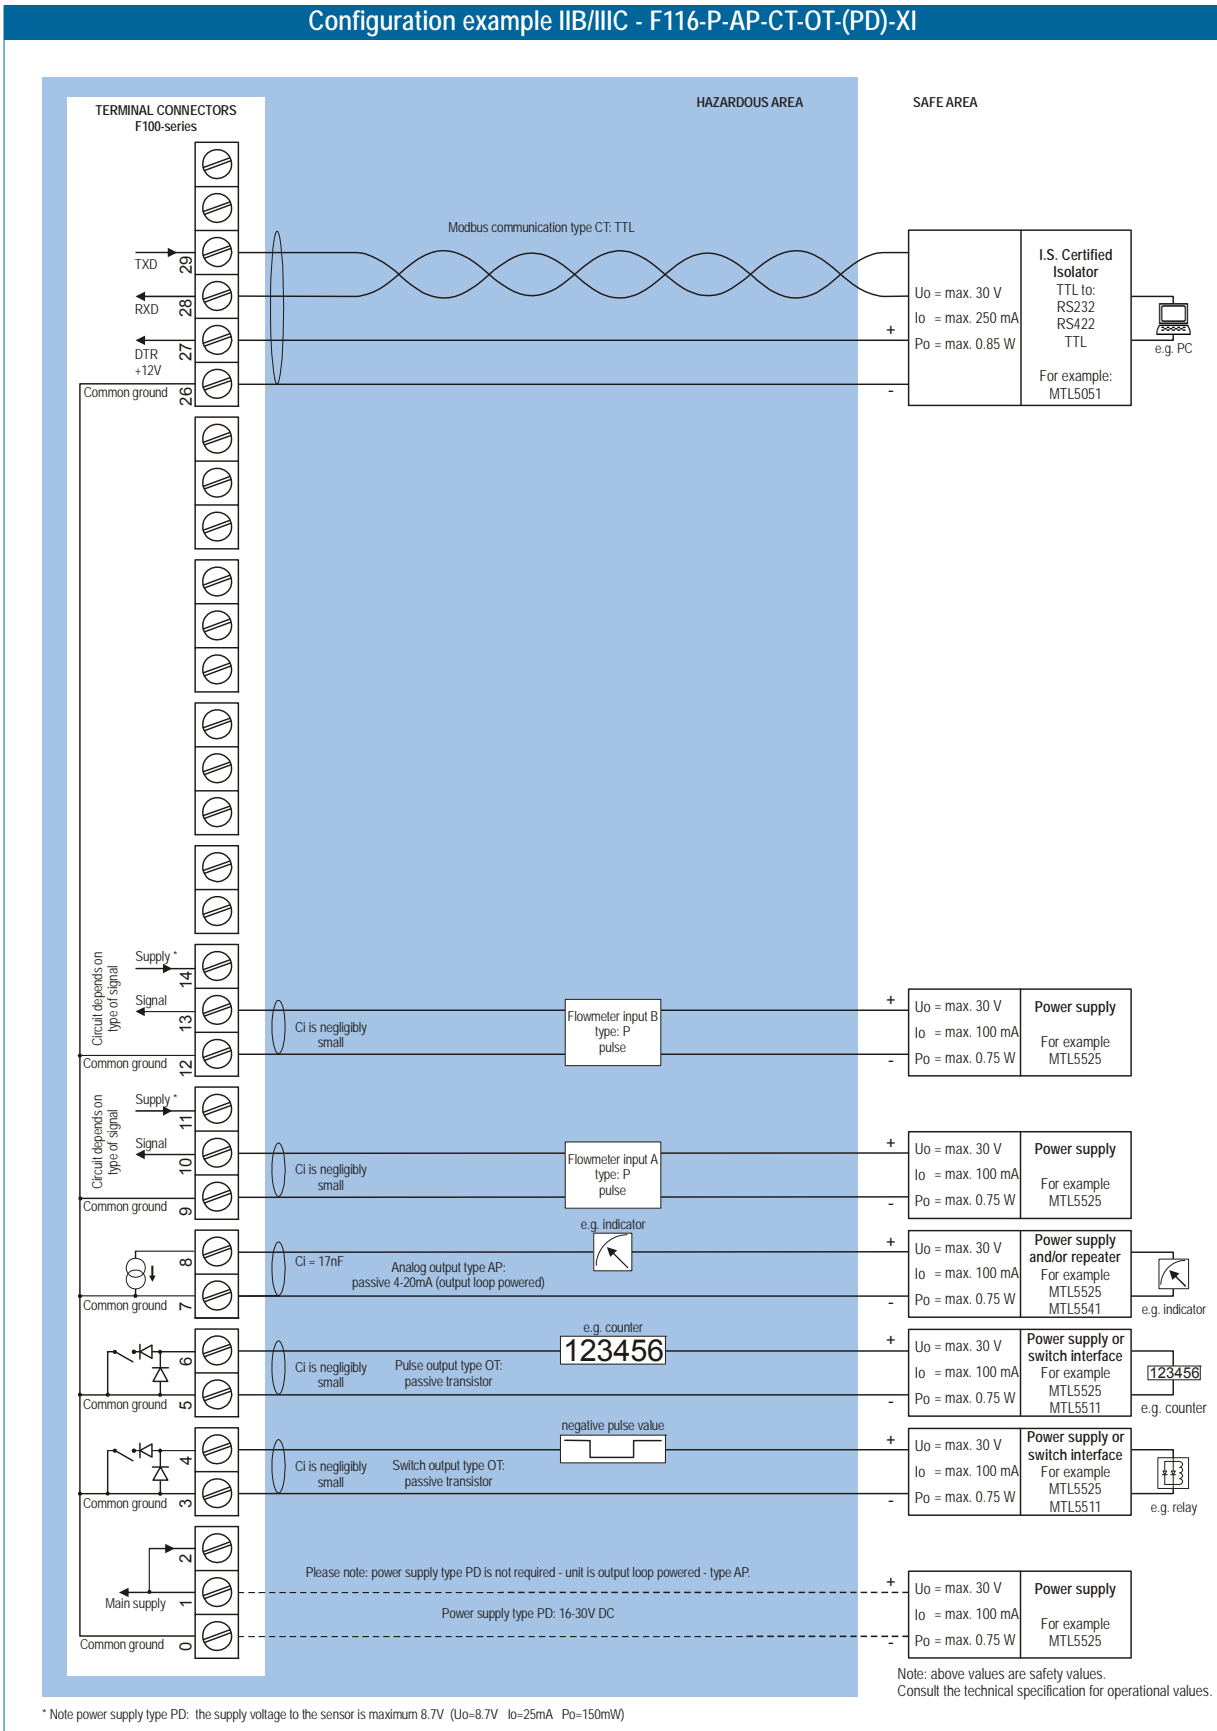 Configuration example IIB/IIIC - F116-P-AP-CT-OT-(PD)-XI
TERMINAL CONNECTORS
F100-series
HAZARDOUS AREA
SAFE AREA
Modbus communication type CT: TTL
TXD
29
RXD
28
DTR
+12V
27
Common ground
26
+
-
Uo = max. 30 V
Io = max. 250 mA
Po = max. 0.85 W
I.S. Certified
Isolator
TTL to:
RS232
RS422
TTL
For example:
MTL5051
e.g. PC
Circuit depends on
type of signal
Supply *
14
Signal
13
Common ground
12
Ci is negligibly
small
Flowmeter input B
type: P
pulse
+
-
Uo = max. 30 V
Io = max. 100 mA
Po = max. 0.75 W
Power supply
For example
MTL5525
Circuit depends on
type of signal
Supply *
11
Signal
10
Common ground
9
Ci is negligibly
small
Flowmeter input A
type: P
pulse
+
-
Uo = max. 30 V
Io = max. 100 mA
Po = max. 0.75 W
Power supply
For example
MTL5525
8
Common ground
7
Ci = 17nF
Analog output type AP:
passive 4-20mA (output loop powered)
e.g. indicator
+
-
Uo = max. 30 V
Io = max. 100 mA
Po = max. 0.75 W
Power supply
and/or repeater
For example
MTL5525
MTL5541
e.g. indicator
6
Common ground
5
Ci is negligibly
small
Pulse output type OT:
passive transistor
e.g. counter
123456
+
-
Uo = max. 30 V
Io = max. 100 mA
Po = max. 0.75 W
Power supply or
switch interface
For example
MTL5525
MTL5511
123456
e.g. counter
4
Common ground
3
Ci is negligibly
small
Switch output type OT:
passive transistor
negative pulse value
+
-
Uo = max. 30 V
Io = max. 100 mA
Po = max. 0.75 W
Power supply or
switch interface
For example
MTL5525
MTL5511
e.g. relay
2
Main supply
1
Common ground
0
Please note: power supply type PD is not required - unit is output loop powered - type AP.
Power supply type PD: 16-30V DC
+
-
Uo = max. 30 V
Io = max. 100 mA
Po = max. 0.75 W
Power supply
For example
MTL5525
Note: above values are safety values.
Consult the technical specification for operational values.
* Note power supply type PD: the supply voltage to the sensor is maximum 8.7V (Uo=8.7V Io=25mA Po=150mW)